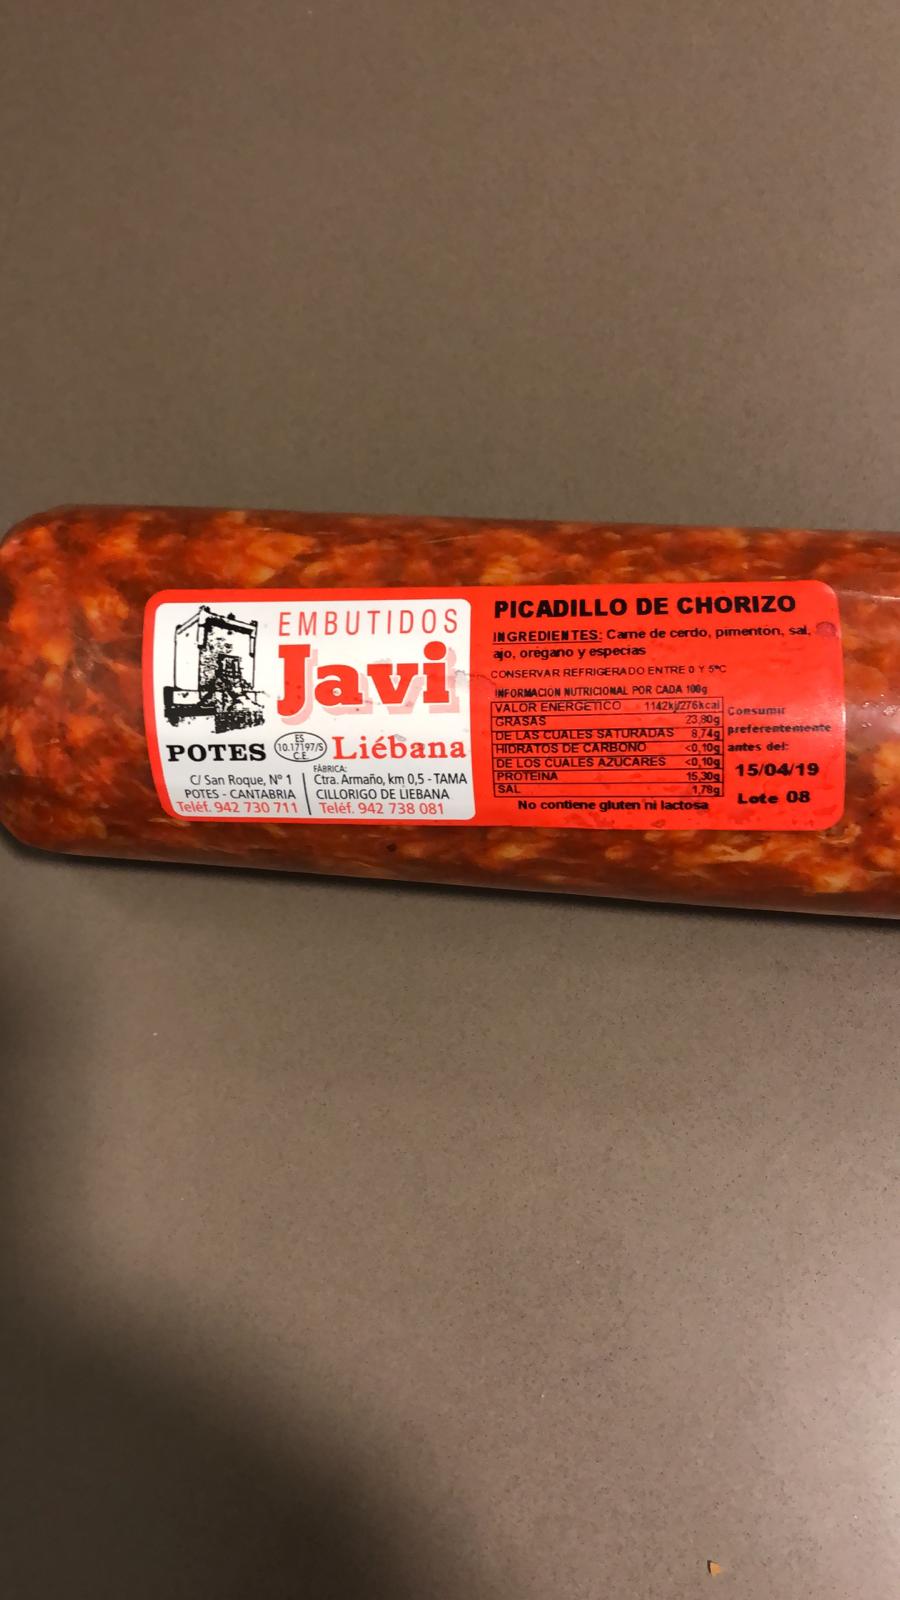 EMBUTIDOS
Javi
POTES
ES
10.17197/S
C.E.
Liébana
C/ San Roque, Nº 1
POTES - CANTABRIA
Teléf. 942 730 711
FÁBRICA:
Ctra. Armaño, km 0,5 - TAMA
CILLORIGO DE LIEBANA
Teléf. 942 738 081
PICADILLO DE CHORIZO
INGREDIENTES: Carne de cerdo, pimentón, sal,
ajo, orégano y especias
CONSERVAR REFRIGERADO ENTRE 0 Y 5ºC
INFORMACION NUTRICIONAL POR CADA 100g
VALOR ENERGETICO 1142kj/276kcal
GRASAS 23,80g
DE LAS CUALES SATURADAS 8,74g
HIDRATOS DE CARBONO <0,10g
DE LOS CUALES AZUCARES <0,10g
PROTEINA 15,30g
SAL 1,78g
No contiene gluten ni lactosa
Consumir
preferentemente
antes del:
15/04/19
Lote 08